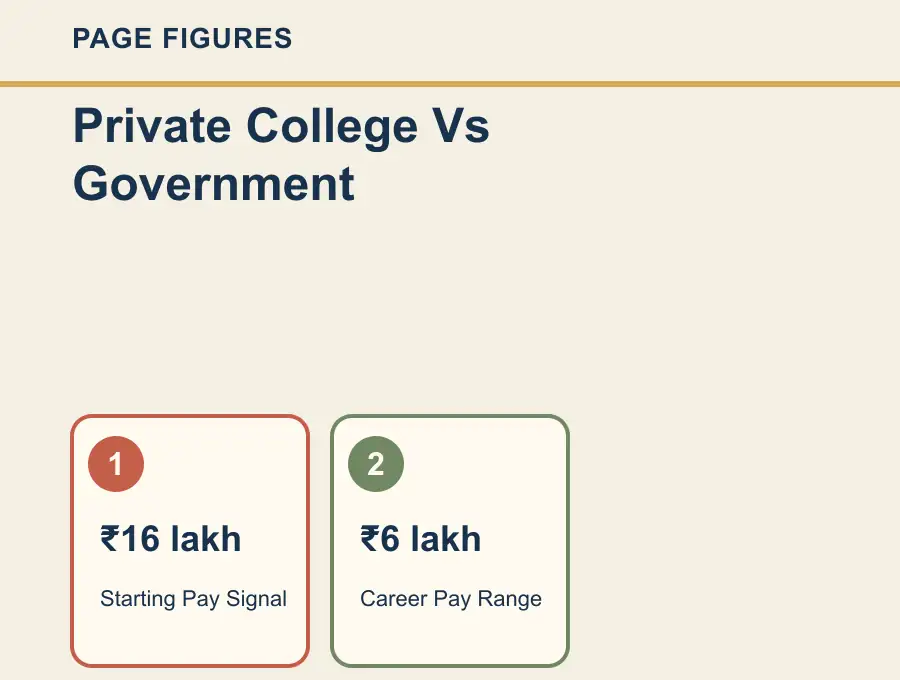 PAGE FIGURES
Private College Vs
Government
1
₹16 lakh
Starting Pay Signal
2
₹6 lakh
Career Pay Range